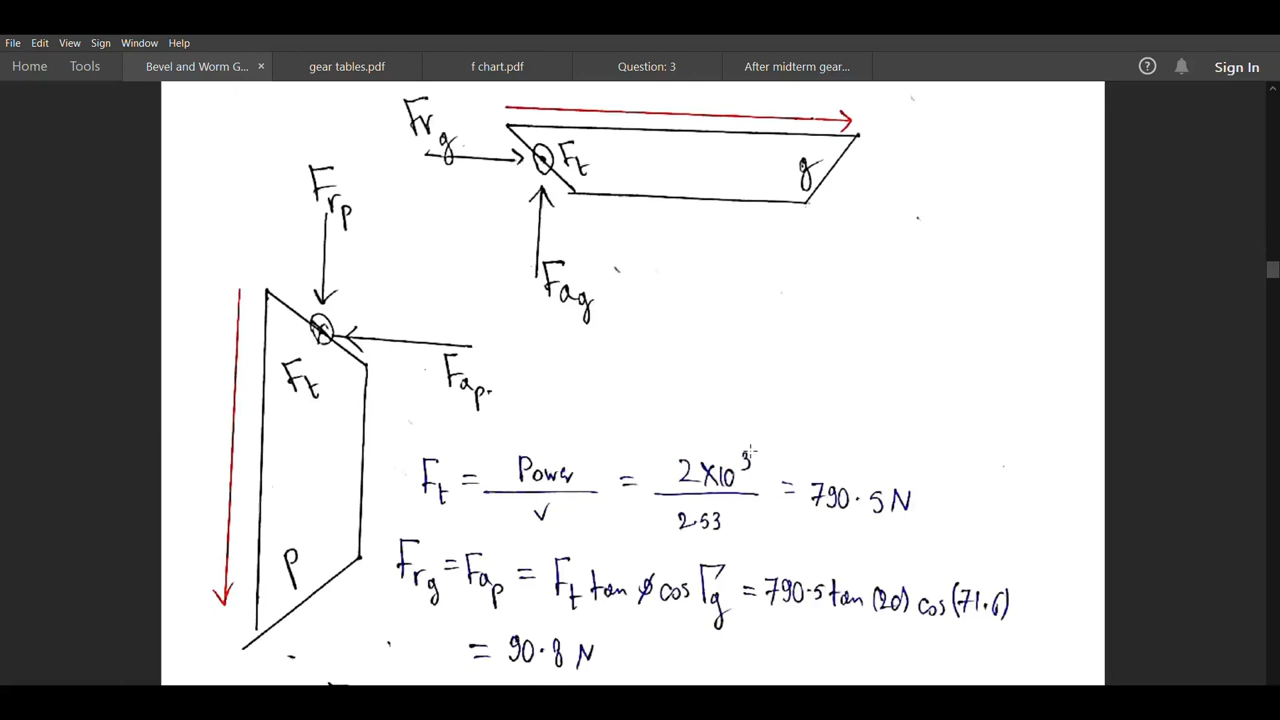 File Edit View Sign Window Help
Home Tools Bevel and Worm G... × gear tables.pdf f chart.pdf Question: 3 After midterm gear... ? Sign In
Frg
Ft
g
Frp
Fag
Ft
Fap.
Ft = Power / v = 2×10³ / 2.53 = 790.5 N
p
Frg = Fap = Ft tan ϕ cos Γg = 790.5 tan (20) cos (71.6)
= 90.8 N